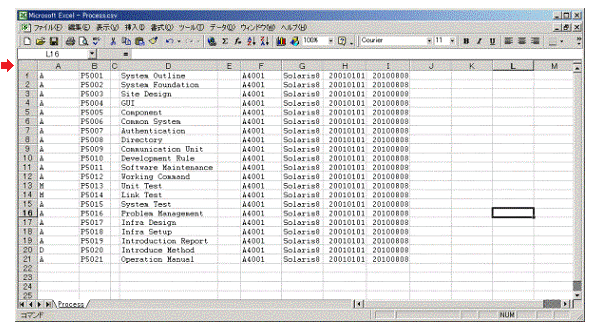 Microsoft Excel - Process.csv
ファイル(F) 編集(E) 表示(V) 挿入(I) 書式(O) ツール(T) データ(D) ウィンドウ(W) ヘルプ(H)
100% Courier 11 B I U
L16 =
A B C D E F G H I J K L M
1 A P5001 System Outline A4001 Solaris8 20010101 20100808
2 A P5002 System Foundation A4001 Solaris8 20010101 20100808
3 A P5003 Site Design A4001 Solaris8 20010101 20100808
4 A P5004 GUI A4001 Solaris8 20010101 20100808
5 A P5005 Component A4001 Solaris8 20010101 20100808
6 A P5006 Common System A4001 Solaris8 20010101 20100808
7 A P5007 Authentication A4001 Solaris8 20010101 20100808
8 A P5008 Directory A4001 Solaris8 20010101 20100808
9 A P5009 Communication Unit A4001 Solaris8 20010101 20100808
10 A P5010 Development Rule A4001 Solaris8 20010101 20100808
11 A P5011 Software Maintenance A4001 Solaris8 20010101 20100808
12 A P5012 Working Command A4001 Solaris8 20010101 20100808
13 M P5013 Unit Test A4001 Solaris8 20010101 20100808
14 M P5014 Link Test A4001 Solaris8 20010101 20100808
15 A P5015 System Test A4001 Solaris8 20010101 20100808
16 A P5016 Problem Management A4001 Solaris8 20010101 20100808
17 A P5017 Infra Design A4001 Solaris8 20010101 20100808
18 A P5018 Infra Setup A4001 Solaris8 20010101 20100808
19 A P5019 Introduction Report A4001 Solaris8 20010101 20100808
20 D P5020 Introduce Method A4001 Solaris8 20010101 20100808
21 A P5021 Operation Manual A4001 Solaris8 20010101 20100808
22
23
24
25
Process
コマンド NUM